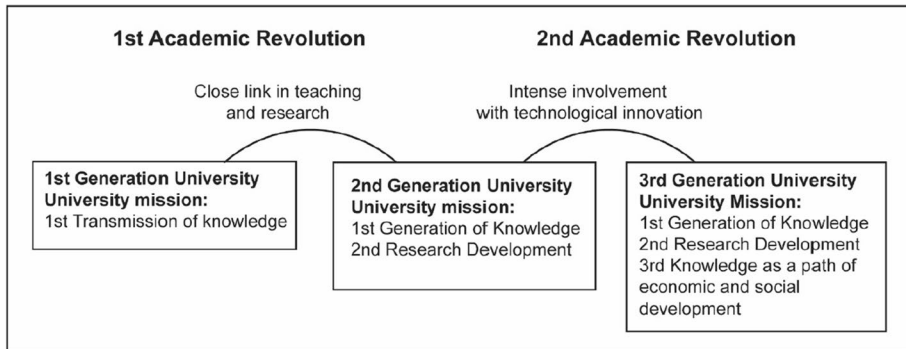 1st Academic Revolution
2nd Academic Revolution
Close link in teaching
and research
Intense involvement
with technological innovation
1st Generation University
University mission:
1st Transmission of knowledge
2nd Generation University
University mission:
1st Generation of Knowledge
2nd Research Development
3rd Generation University
University Mission:
1st Generation of Knowledge
2nd Research Development
3rd Knowledge as a path of
economic and social
development